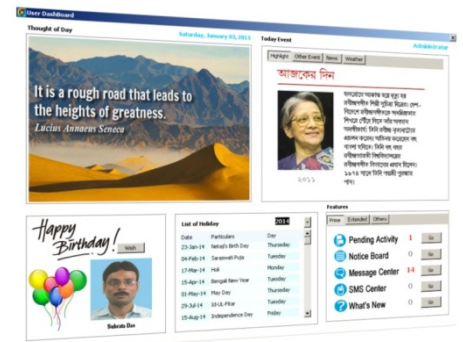 User DashBoard
Thought of Day
Saturday, January 03, 2015
It is a rough road that leads to
the heights of greatness.
Lucius Annaeus Seneca
Today Event
Administrator
Highlight Other Event News Weather
আজকের দিন
২০১১
Happy
Birthday!
Wish
Subrata Das
List of Holiday 2014
Date Particulars Day
23-Jan-14 Netaji's Birth Day Thursday
04-Feb-14 Saraswati Puja Tuesday
17-Mar-14 Holi Monday
15-Apr-14 Bengali New Year Tuesday
01-May-14 May Day Thursday
29-Jul-14 Id-UL-Fitar Tuesday
15-Aug-14 Independence Day Friday
Features
Prime Extended Others
Pending Activity 1 Go
Notice Board 0 Go
Message Center 14 Go
SMS Center 0 Go
What's New 0 Go